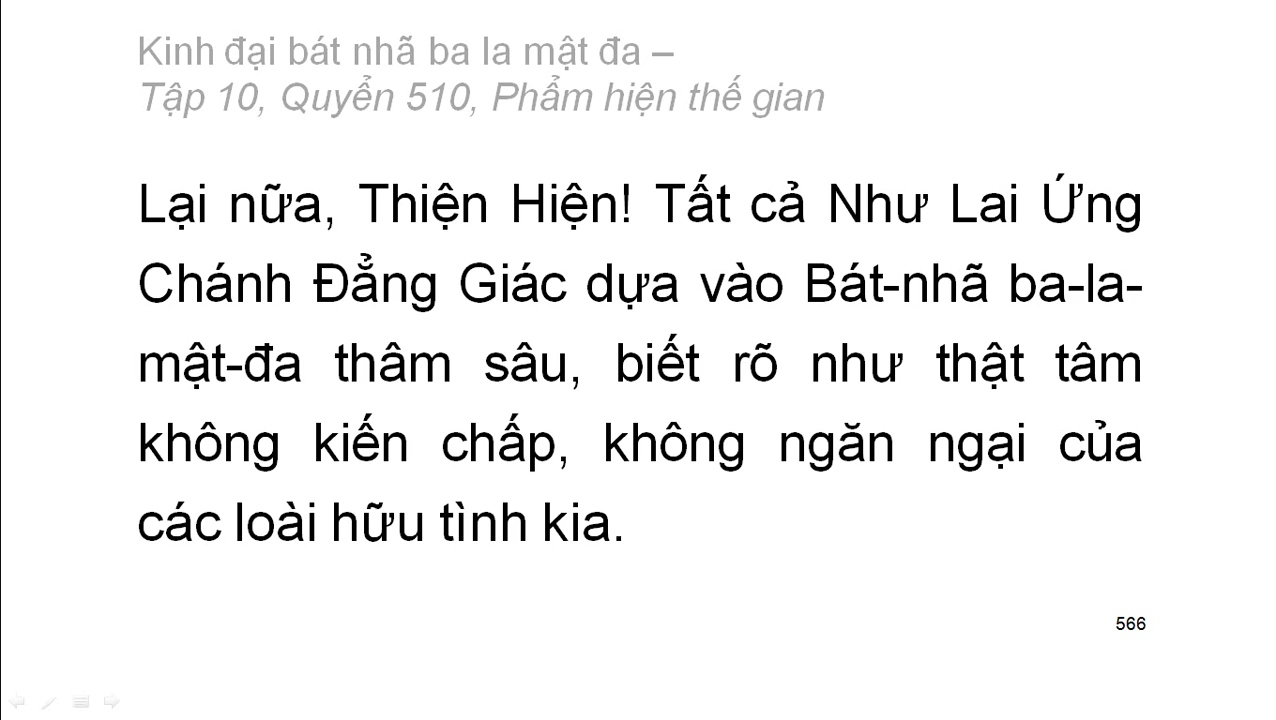 Kinh đại bát nhã ba la mật đa –
Tập 10, Quyển 510, Phẩm hiện thế gian
Lại nữa, Thiện Hiện! Tất cả Như Lai Ứng
Chánh Đẳng Giác dựa vào Bát-nhã ba-la-
mật-đa thâm sâu, biết rõ như thật tâm
không kiến chấp, không ngăn ngại của
các loài hữu tình kia.
566